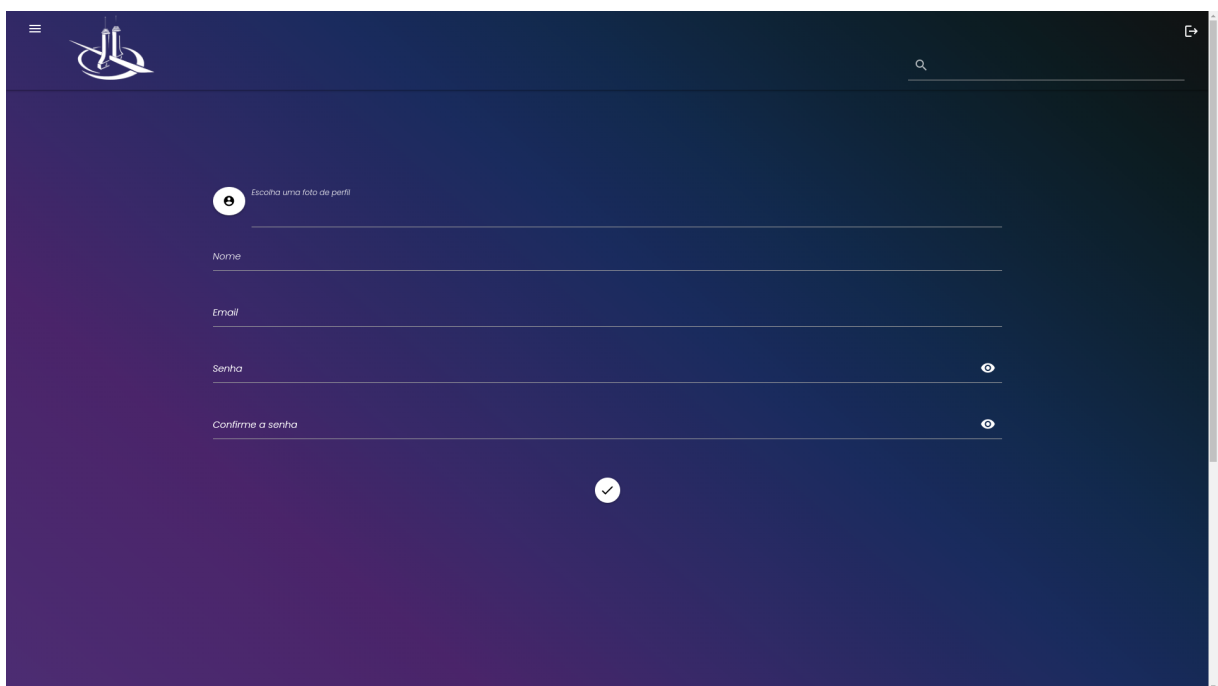 Escolha uma foto de perfil
Nome
Email
Senha
Confirme a senha